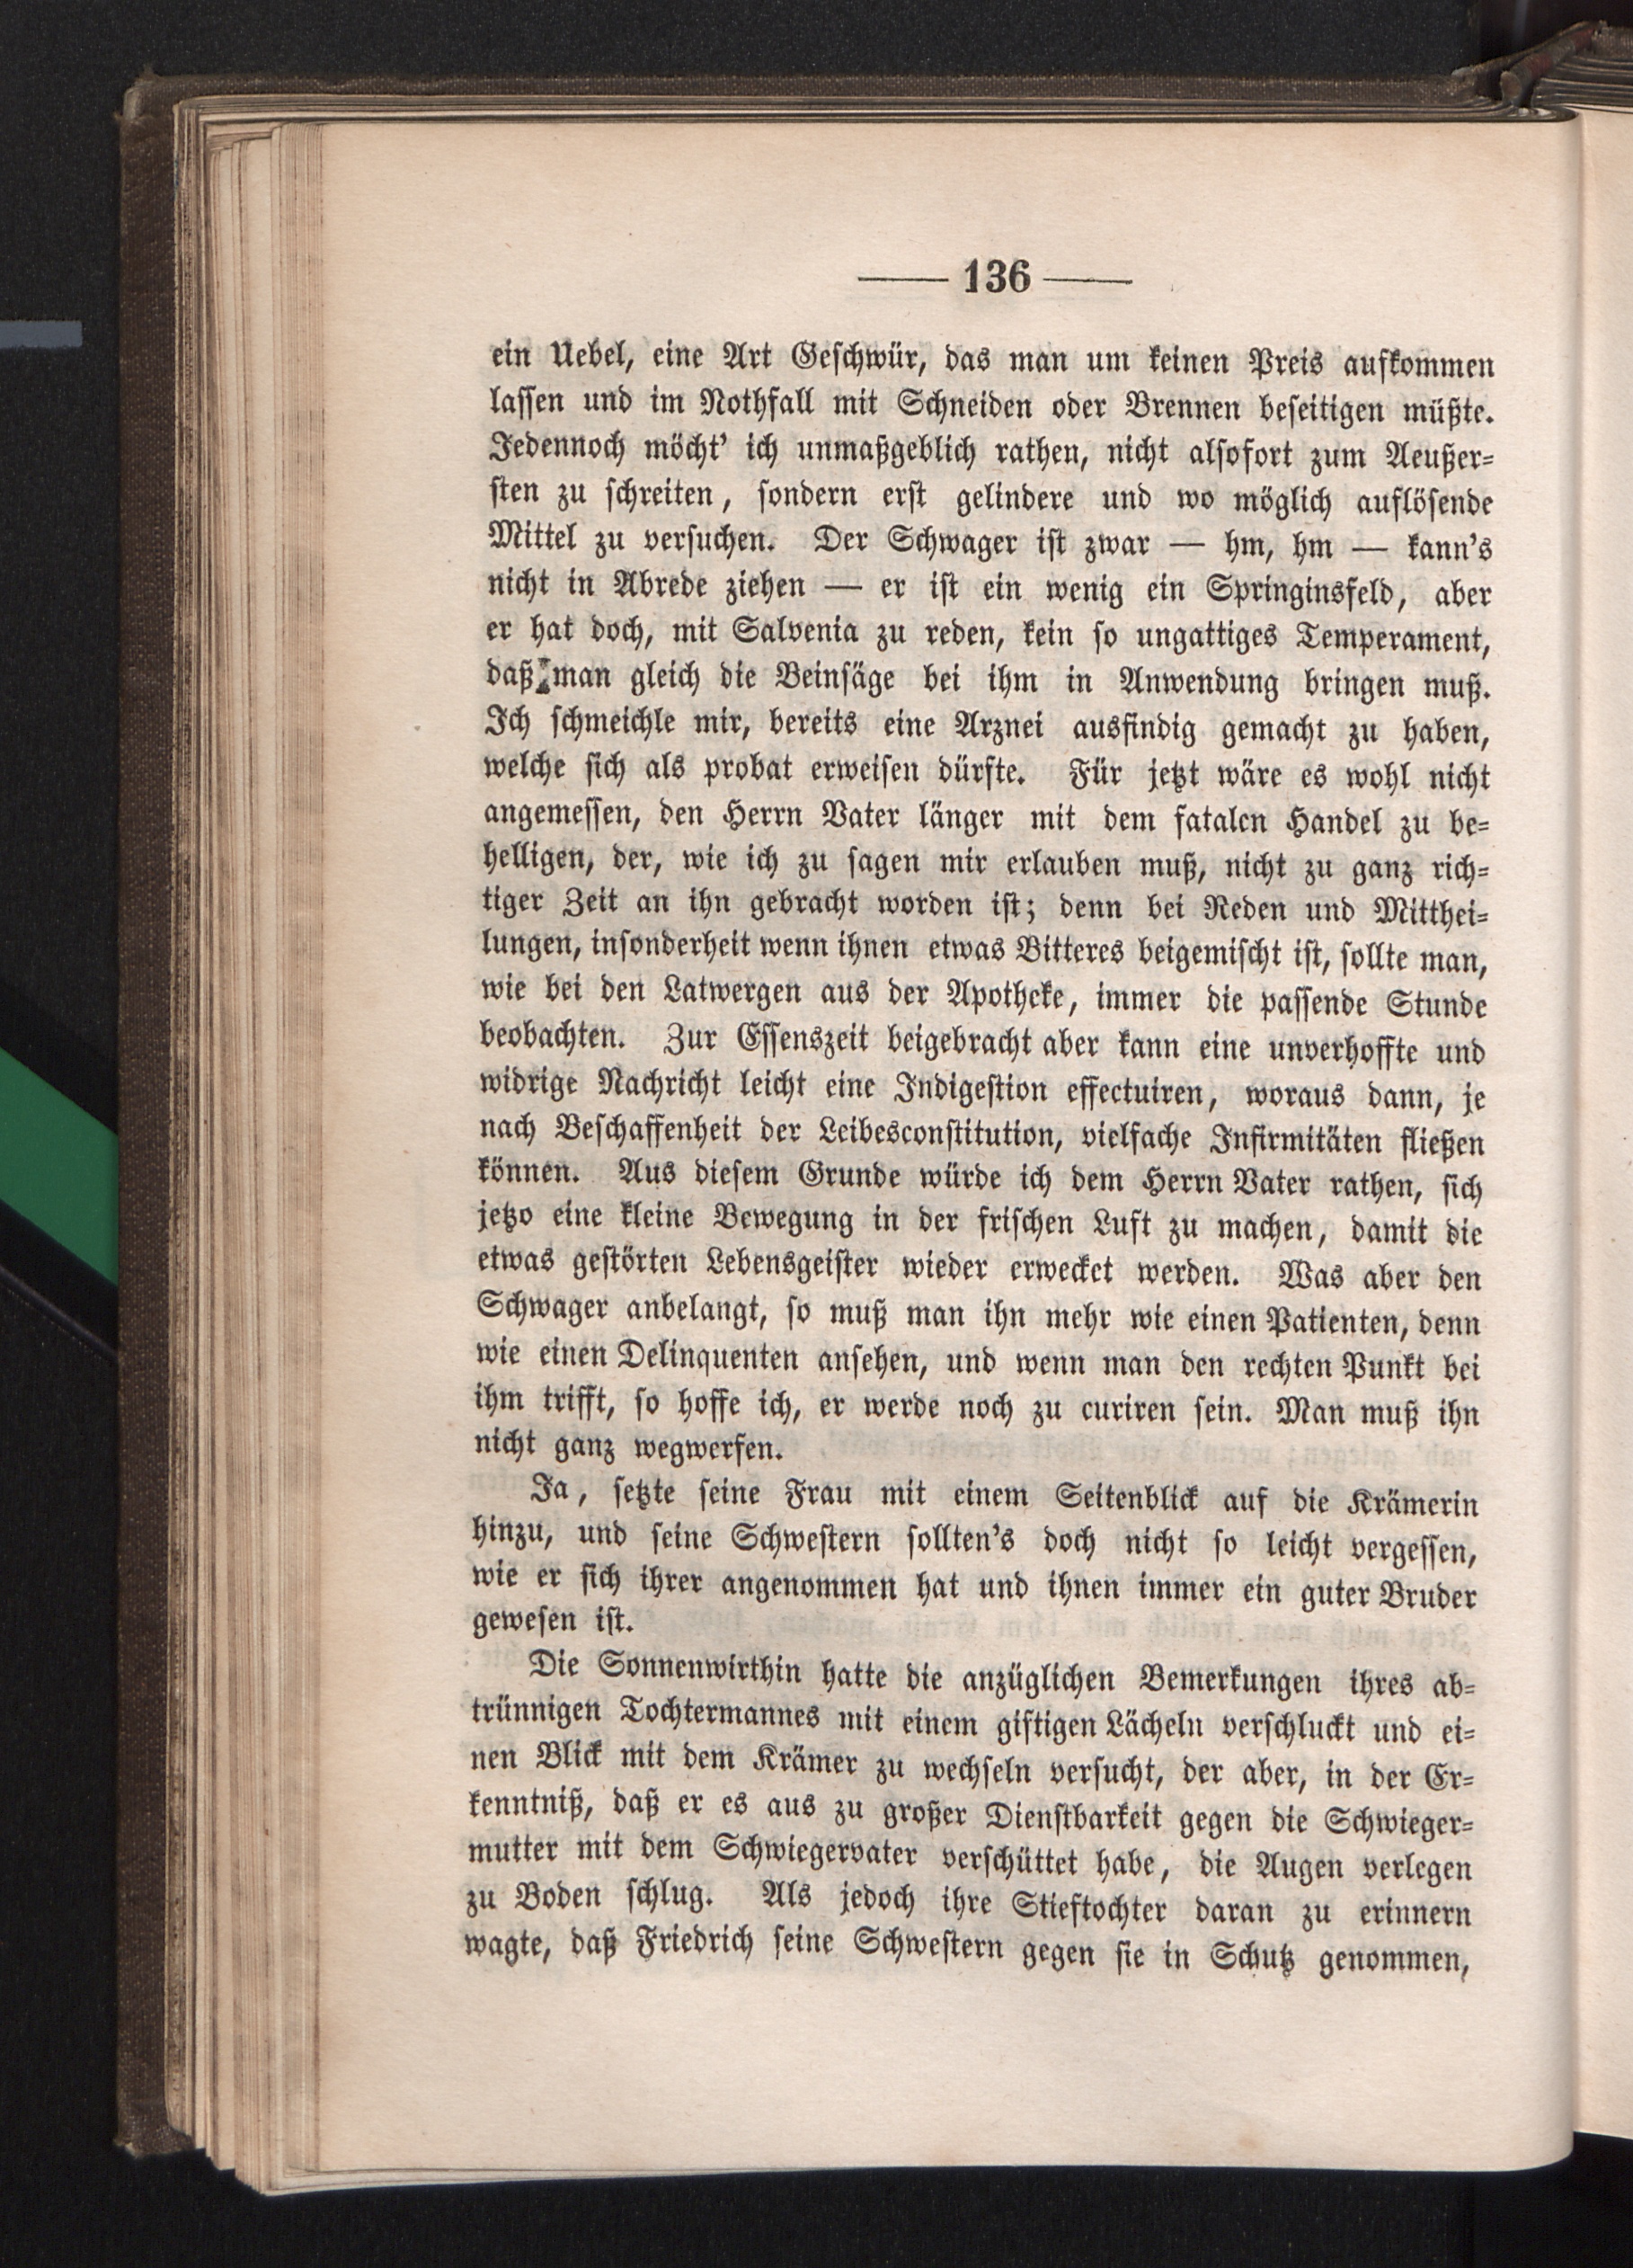 136
ein Uebel, eine Art Geschwür, das man um keinen Preis aufkommen
lassen und im Nothfall mit Schneiden oder Brennen beseitigen müßte.
Jedennoch möcht' ich unmaßgeblich rathen, nicht alsofort zum Aeußer-
sten zu schreiten, sondern erst gelindere und wo möglich auflösende
Mittel zu versuchen. Der Schwager ist zwar — hm, hm — kann's
nicht in Abrede ziehen — er ist ein wenig ein Springinsfeld, aber
er hat doch, mit Salvenia zu reden, kein so ungattiges Temperament,
daß man gleich die Beinsäge bei ihm in Anwendung bringen muß.
Ich schmeichle mir, bereits eine Arznei ausfindig gemacht zu haben,
welche sich als probat erweisen dürfte. Für jetzt wäre es wohl nicht
angemessen, den Herrn Vater länger mit dem fatalen Handel zu be-
helligen, der, wie ich zu sagen mir erlauben muß, nicht zu ganz rich-
tiger Zeit an ihn gebracht worden ist; denn bei Reden und Mitthei-
lungen, insonderheit wenn ihnen etwas Bitteres beigemischt ist, sollte man,
wie bei den Latwergen aus der Apotheke, immer die passende Stunde
beobachten. Zur Essenszeit beigebracht aber kann eine unverhoffte und
widrige Nachricht leicht eine Indigestion effectuiren, woraus dann, je
nach Beschaffenheit der Leibesconstitution, vielfache Infirmitäten fließen
können. Aus diesem Grunde würde ich dem Herrn Vater rathen, sich
jetzo eine kleine Bewegung in der frischen Luft zu machen, damit die
etwas gestörten Lebensgeister wieder erwecket werden. Was aber den
Schwager anbelangt, so muß man ihn mehr wie einen Patienten, denn
wie einen Delinquenten ansehen, und wenn man den rechten Punkt bei
ihm trifft, so hoffe ich, er werde noch zu curiren sein. Man muß ihn
nicht ganz wegwerfen.
Ja, setzte seine Frau mit einem Seitenblick auf die Krämerin
hinzu, und seine Schwestern sollten's doch nicht so leicht vergessen,
wie er sich ihrer angenommen hat und ihnen immer ein guter Bruder
gewesen ist.
Die Sonnenwirthin hatte die anzüglichen Bemerkungen ihres ab-
trünnigen Tochtermannes mit einem giftigen Lächeln verschluckt und ei-
nen Blick mit dem Krämer zu wechseln versucht, der aber, in der Er-
kenntniß, daß er es aus zu großer Dienstbarkeit gegen die Schwieger-
mutter mit dem Schwiegervater verschüttet habe, die Augen verlegen
zu Boden schlug. Als jedoch ihre Stieftochter daran zu erinnern
wagte, daß Friedrich seine Schwestern gegen sie in Schutz genommen,